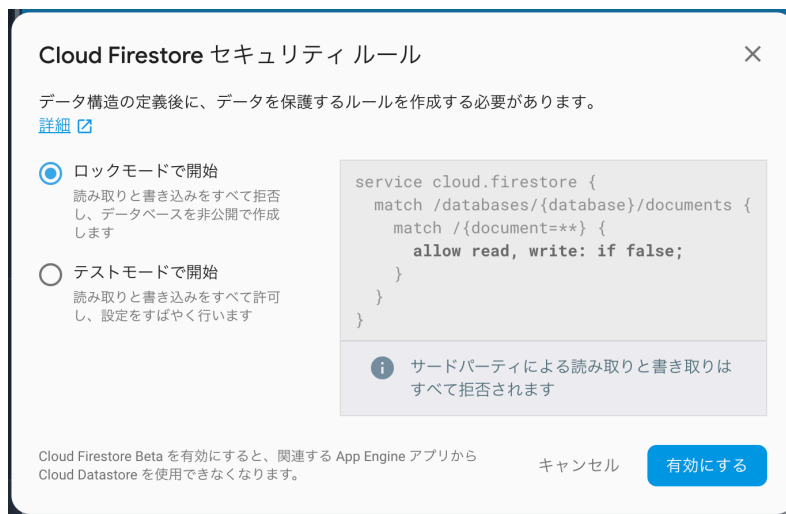 Cloud Firestore セキュリティ ルール
データ構造の定義後に、データを保護するルールを作成する必要があります。
詳細
ロックモードで開始
読み取りと書き込みをすべて拒否
し、データベースを非公開で作成
します
テストモードで開始
読み取りと書き込みをすべて許可
し、設定をすばやく行います
service cloud.firestore {
  match /databases/{database}/documents {
    match /{document=**} {
      allow read, write: if false;
    }
  }
}
サードパーティによる読み取りと書き取りは
すべて拒否されます
Cloud Firestore Beta を有効にすると、関連する App Engine アプリから
Cloud Datastore を使用できなくなります。
キャンセル
有効にする